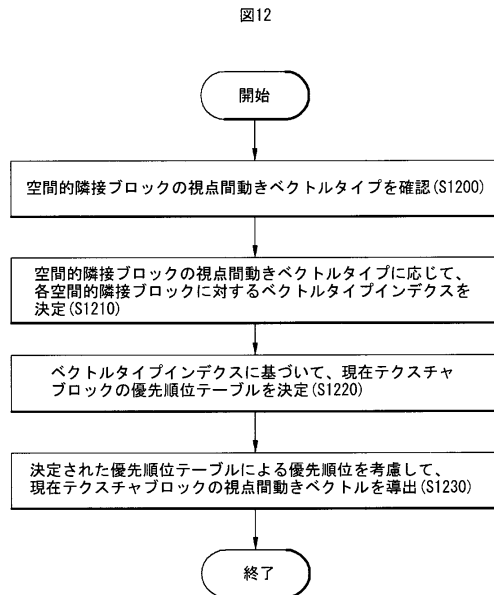 図12
開始
空間的隣接ブロックの視点間動きベクトルタイプを確認(S1200)
空間的隣接ブロックの視点間動きベクトルタイプに応じて、
各空間的隣接ブロックに対するベクトルタイプインデクスを
決定(S1210)
ベクトルタイプインデクスに基づいて、現在テクスチャ
ブロックの優先順位テーブルを決定(S1220)
決定された優先順位テーブルによる優先順位を考慮して、
現在テクスチャブロックの視点間動きベクトルを導出(S1230)
終了